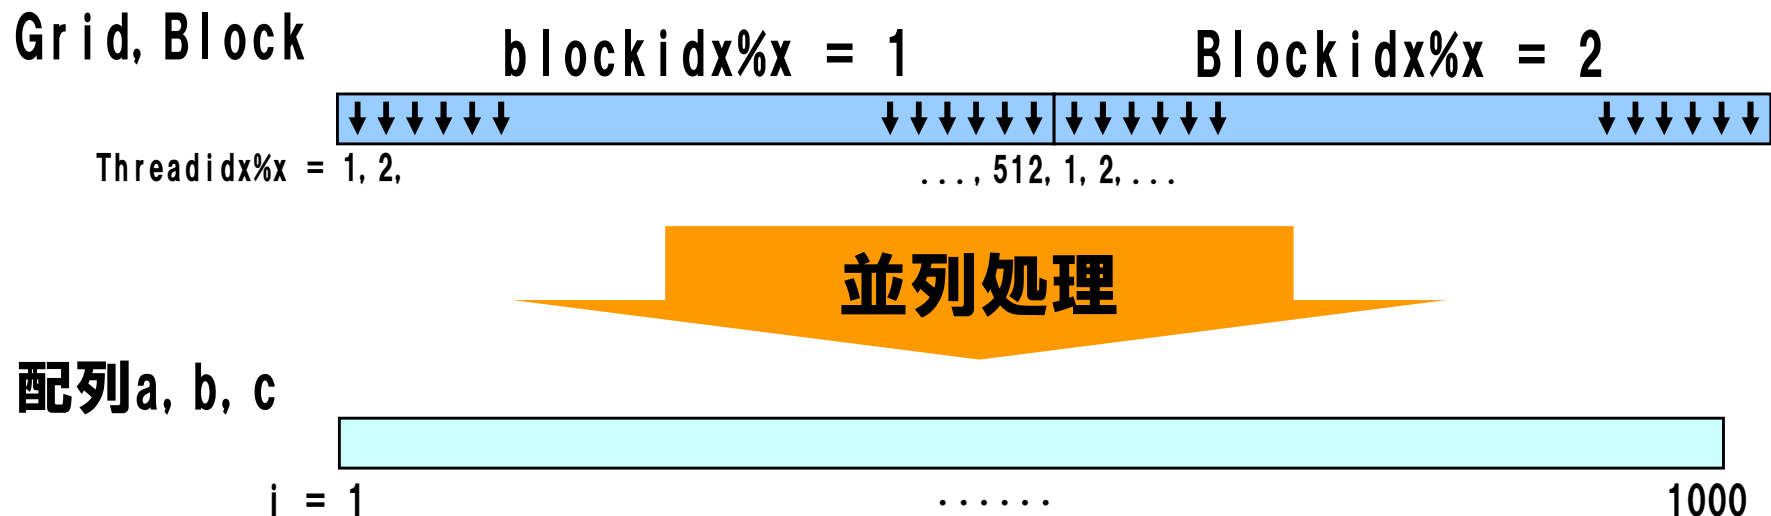 Grid, Block
blockidx%x = 1
Blockidx%x = 2
Threadidx%x = 1, 2,
..., 512, 1, 2, ...
並列処理
配列a, b, c
i = 1
......
1000